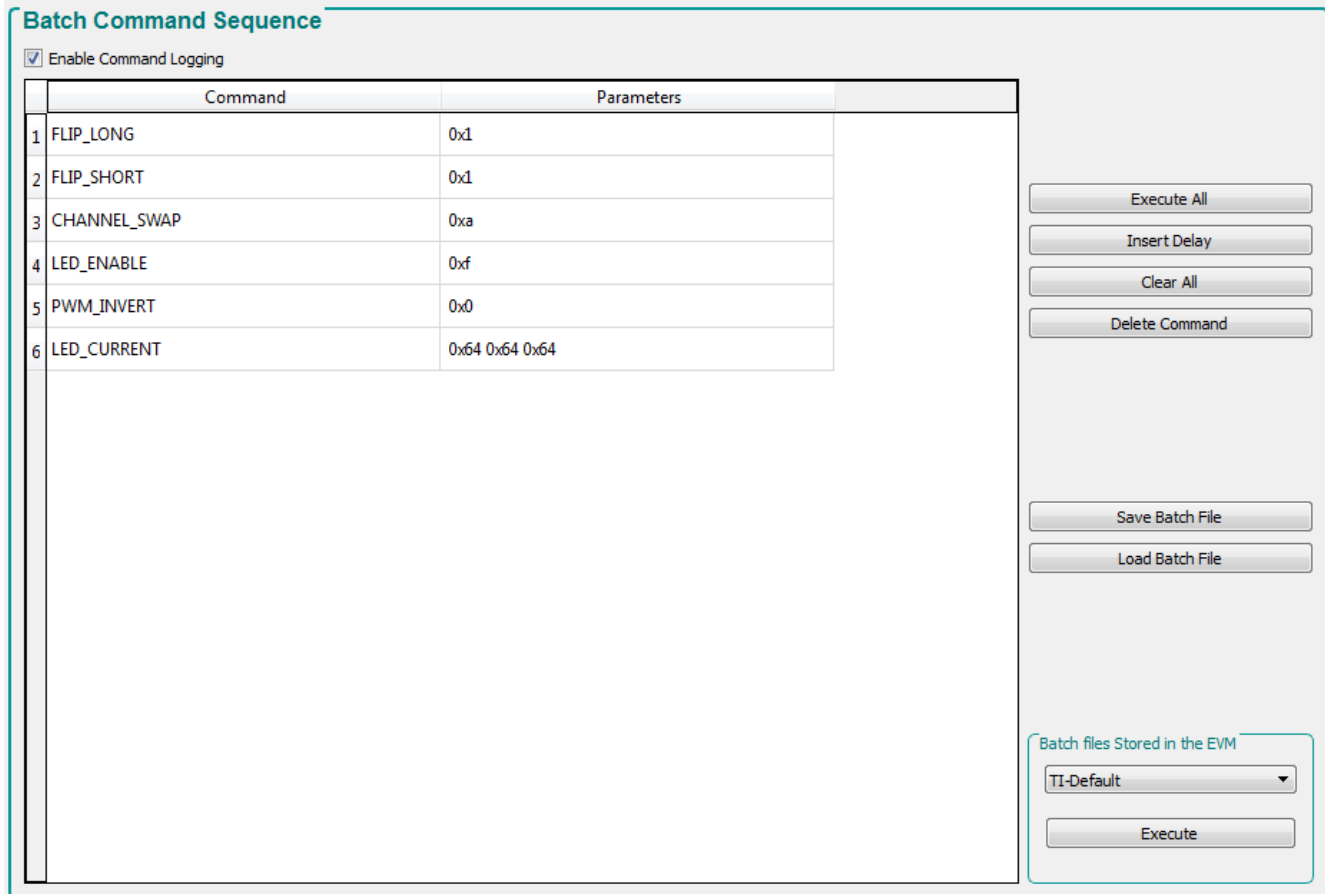 Batch Command Sequence
Enable Command Logging
Command Parameters
1 FLIP_LONG 0x1
2 FLIP_SHORT 0x1
3 CHANNEL_SWAP 0xa
4 LED_ENABLE 0xf
5 PWM_INVERT 0x0
6 LED_CURRENT 0x64 0x64 0x64
Execute All
Insert Delay
Clear All
Delete Command
Save Batch File
Load Batch File
Batch files Stored in the EVM
TI-Default
Execute